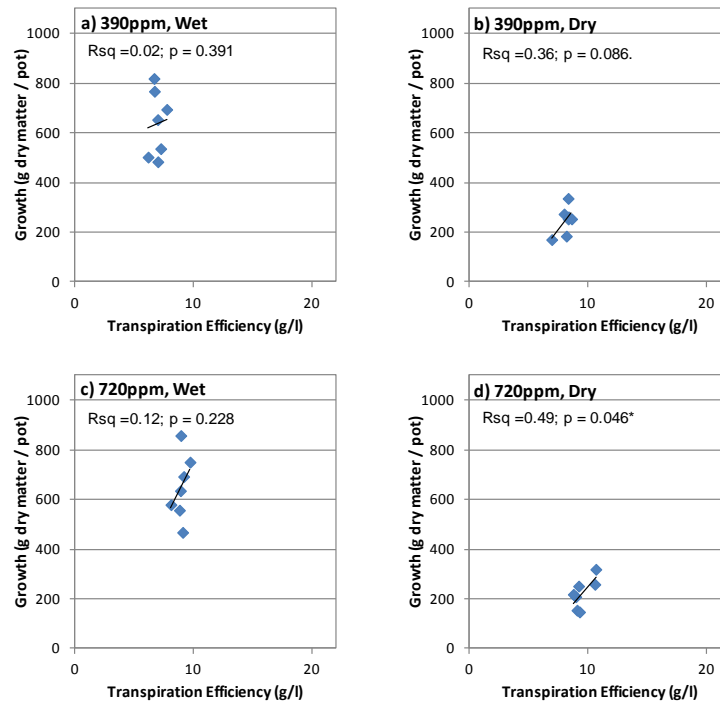 a) 390ppm, Wet
Rsq =0.02; p = 0.391
Growth (g dry matter / pot)
1000
800
600
400
200
0
0 10 20
Transpiration Efficiency (g/l)
b) 390ppm, Dry
Rsq =0.36; p = 0.086.
Growth (g dry matter / pot)
1000
800
600
400
200
0
0 10 20
Transpiration Efficiency (g/l)
c) 720ppm, Wet
Rsq =0.12; p = 0.228
Growth (g dry matter / pot)
1000
800
600
400
200
0
0 10 20
Transpiration Efficiency (g/l)
d) 720ppm, Dry
Rsq =0.49; p = 0.046*
Growth (g dry matter / pot)
1000
800
600
400
200
0
0 10 20
Transpiration Efficiency (g/l)